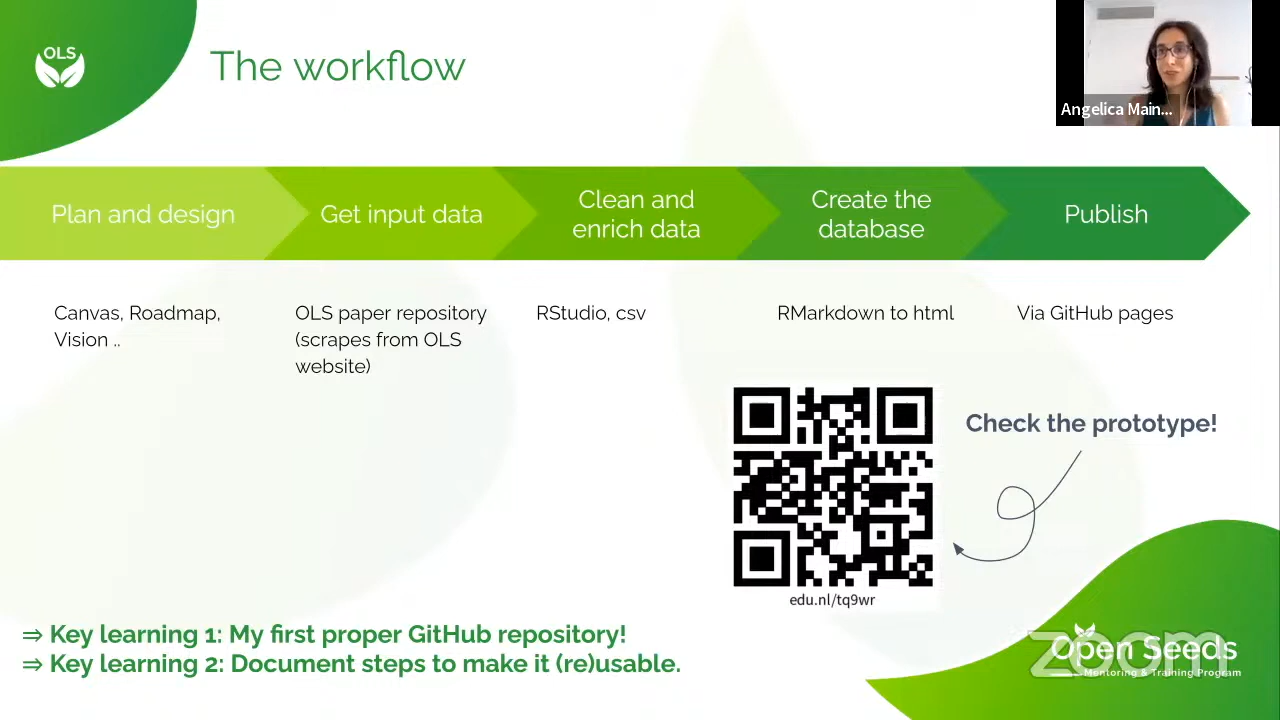 OLS
The workflow
Angelica Main...
Plan and design
Get input data
Clean and
enrich data
Create the
database
Publish
Canvas, Roadmap,
Vision ..
OLS paper repository
(scrapes from OLS
website)
RStudio, csv
RMarkdown to html
Via GitHub pages
Check the prototype!
edu.nl/tq9wr
⇒ Key learning 1: My first proper GitHub repository!
⇒ Key learning 2: Document steps to make it (re)usable.
zoom
Open Seeds
Mentoring & Training Program